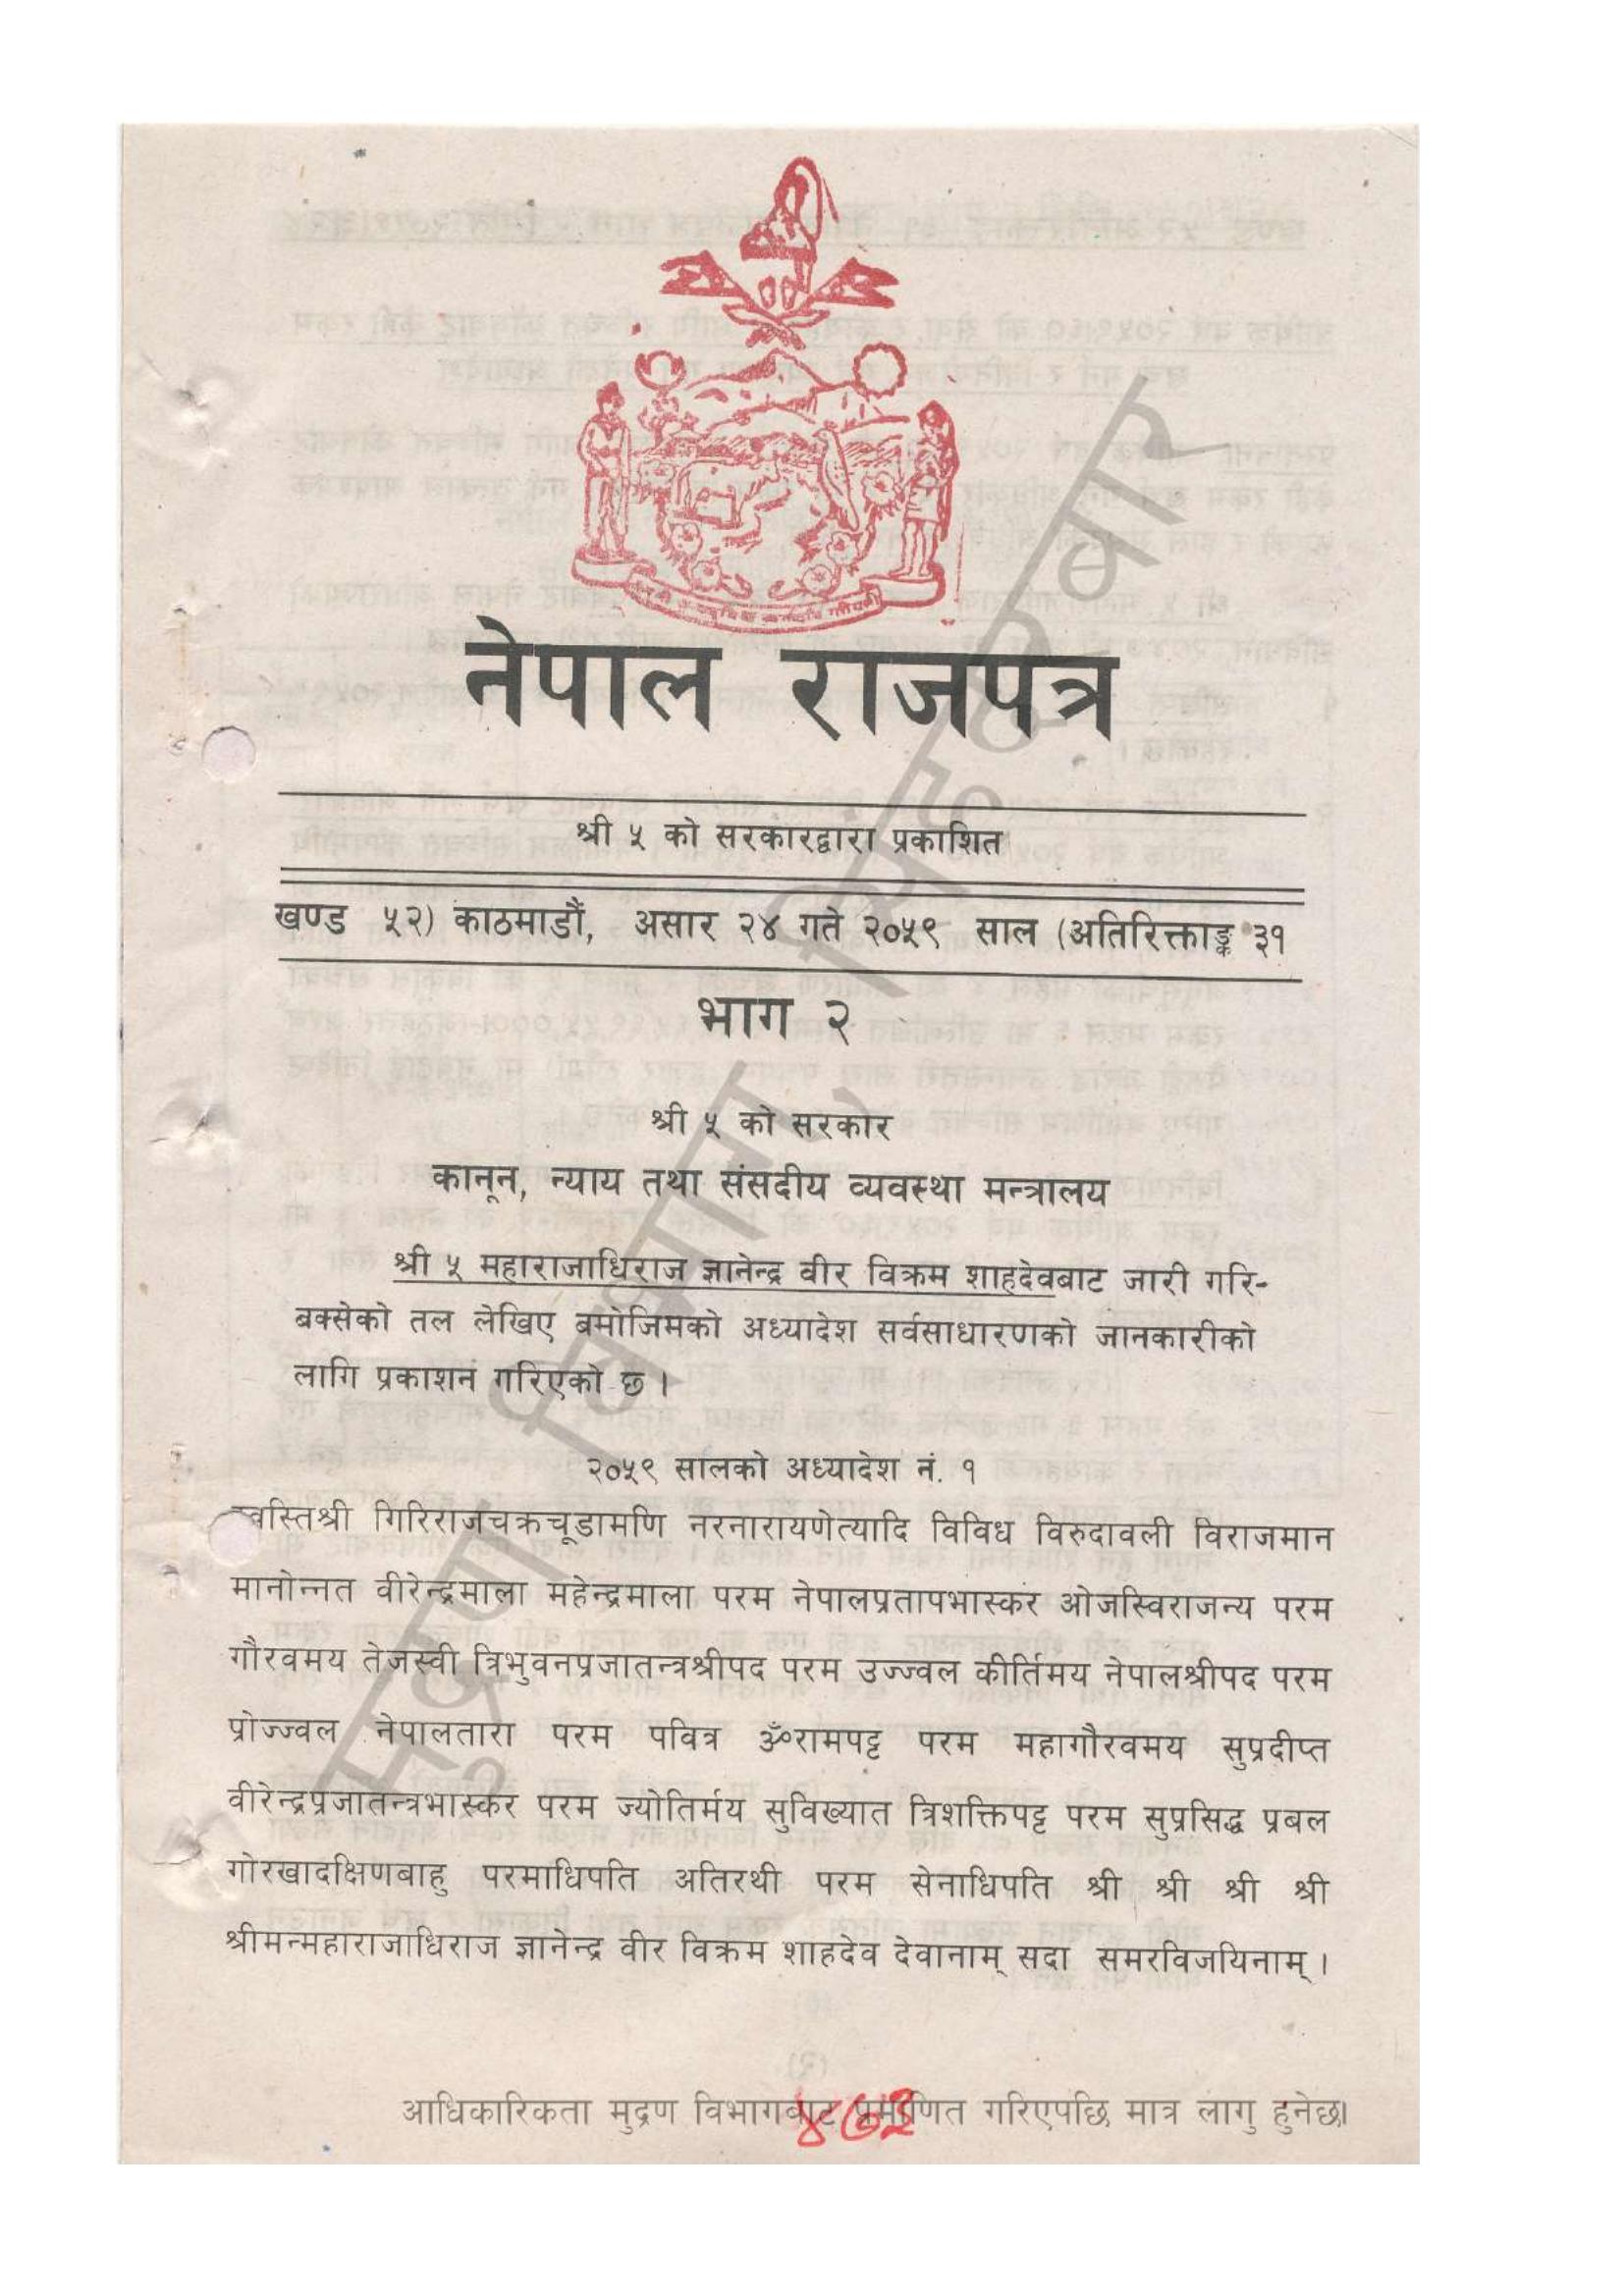 नेपाल राजपत्र
श्री ५ को सरकारद्वारा प्रकाशित
खण्ड ५२) काठमाडौं, असार २४ गते २०५९ साल (अतिरिक्ताङ्क ३१
भाग २
श्री ५ को सरकार
कानून, न्याय तथा संसदीय व्यवस्था मन्त्रालय
श्री ५ महाराजाधिराज ज्ञानेन्द्र वीर विक्रम शाहदेवबाट जारी गरि-
बक्सेको तल लेखिए बमोजिमको अध्यादेश सर्वसाधारणको जानकारीको
लागि प्रकाशन गरिएको छ ।
२०५९ सालको अध्यादेश नं. १
स्वस्तिश्री गिरिराजचक्रचूडामणि नरनारायणेत्यादि विविध विरुदावली विराजमान
मानोन्नत वीरेन्द्रमाला महेन्द्रमाला परम नेपालप्रतापभास्कर ओजस्विराजन्य परम
गौरवमय तेजस्वी त्रिभुवनप्रजातन्त्रश्रीपद परम उज्ज्वल कीर्तिमय नेपालश्रीपद परम
प्रोज्ज्वल नेपालतारा परम पवित्र ॐरामपट्ट परम महागौरवमय सुप्रदीप्त
वीरेन्द्रप्रजातन्त्रभास्कर परम ज्योतिर्मय सुविख्यात त्रिशक्तिपट्ट परम सुप्रसिद्ध प्रबल
गोरखादक्षिणबाहु परमाधिपति अतिरथी परम सेनाधिपति श्री श्री श्री श्री
श्रीमन्महाराजाधिराज ज्ञानेन्द्र वीर विक्रम शाहदेव देवानाम् सदा समरविजयिनाम् ।
मुद्रण विभाग, सिंहदरबार
आधिकारिकता मुद्रण विभागबाट प्रमाणित गरिएपछि मात्र लागु हुनेछ।
४७३